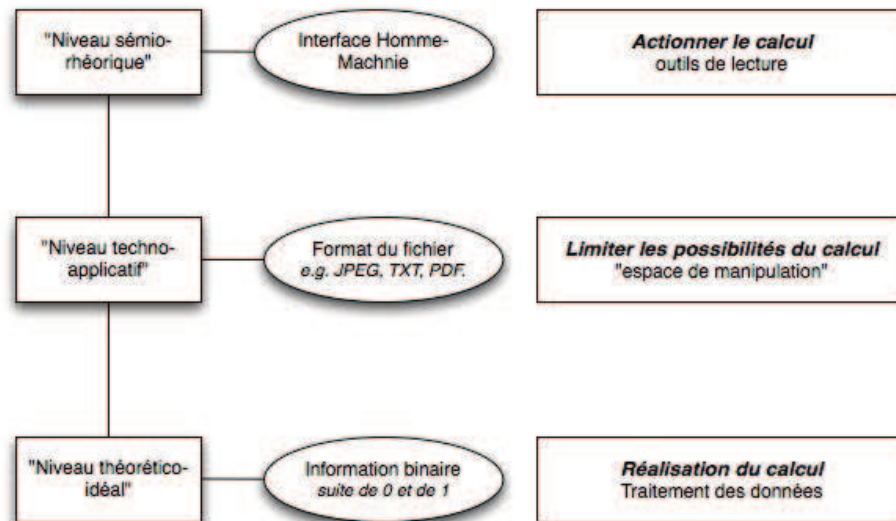 "Niveau sémio-
rhéorique"
Interface Homme-
Machnie
Actionner le calcul
outils de lecture
"Niveau techno-
applicatif"
Format du fichier
e.g. JPEG, TXT, PDF.
Limiter les possibilités du calcul
"espace de manipulation"
"Niveau théorético-
idéal"
Information binaire
suite de 0 et de 1
Réalisation du calcul
Traitement des données